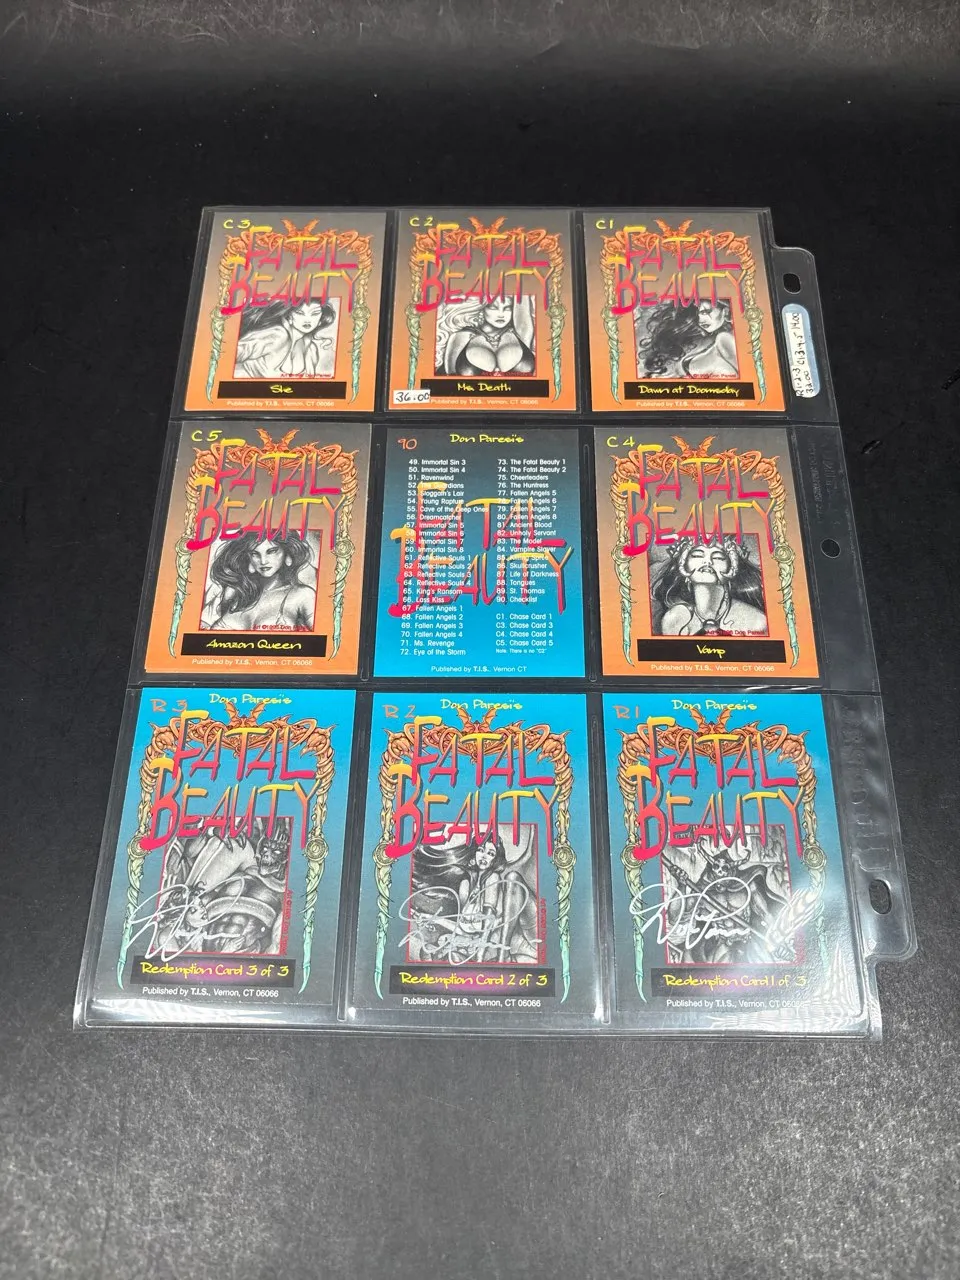 C3
FATAL
BEAUTY
She
Published by T.I.S., Vernon, CT 06066
C2
FATAL
BEAUTY
Ms. Death
36.00
Published by T.I.S., Vernon, CT 06066
C1
FATAL
BEAUTY
Dawn at Doomsday
Published by T.I.S., Vernon, CT 06066
C5
FATAL
BEAUTY
Amazon Queen
Published by T.I.S., Vernon, CT 06066
90
Don Paresi's
FATAL
BEAUTY
49. Immortal Sin 3
50. Immortal Sin 4
51. Ravenwind
52. The Guardians
53. Sloggan's Lair
54. Young Rapture
55. Cave of the Deep Ones
56. Dreamcatcher
57. Immortal Sin 5
58. Immortal Sin 6
59. Immortal Sin 7
60. Immortal Sin 8
61. Reflective Souls 1
62. Reflective Souls 2
63. Reflective Souls 3
64. Reflective Souls 4
65. King's Ransom
66. Last Kiss
67. Fallen Angels 1
68. Fallen Angels 2
69. Fallen Angels 3
70. Fallen Angels 4
71. Ms. Revenge
72. Eye of the Storm
73. The Fatal Beauty 1
74. The Fatal Beauty 2
75. Cheerleaders
76. The Huntress
77. Fallen Angels 5
78. Fallen Angels 6
79. Fallen Angels 7
80. Fallen Angels 8
81. Ancient Blood
82. Unholy Servant
83. The Model
84. Vampire Slayer
85.
86. Skullcrusher
87. Life of Darkness
88. Tongues
89. St. Thomas
90. Checklist
C1. Chase Card 1
C3. Chase Card 3
C4. Chase Card 4
C5. Chase Card 5
Note: There is no "C2"
Published by T.I.S., Vernon CT
C4
FATAL
BEAUTY
Vamp
Published by T.I.S., Vernon, CT 06066
R3
Don Paresi's
FATAL
BEAUTY
Redemption Card 3 of 3
Published by T.I.S., Vernon, CT 06066
R2
Don Paresi's
FATAL
BEAUTY
Redemption Card 2 of 3
Published by T.I.S., Vernon, CT 06066
R1
Don Paresi's
FATAL
BEAUTY
Redemption Card 1 of 3
Published by T.I.S., Vernon, CT 06066